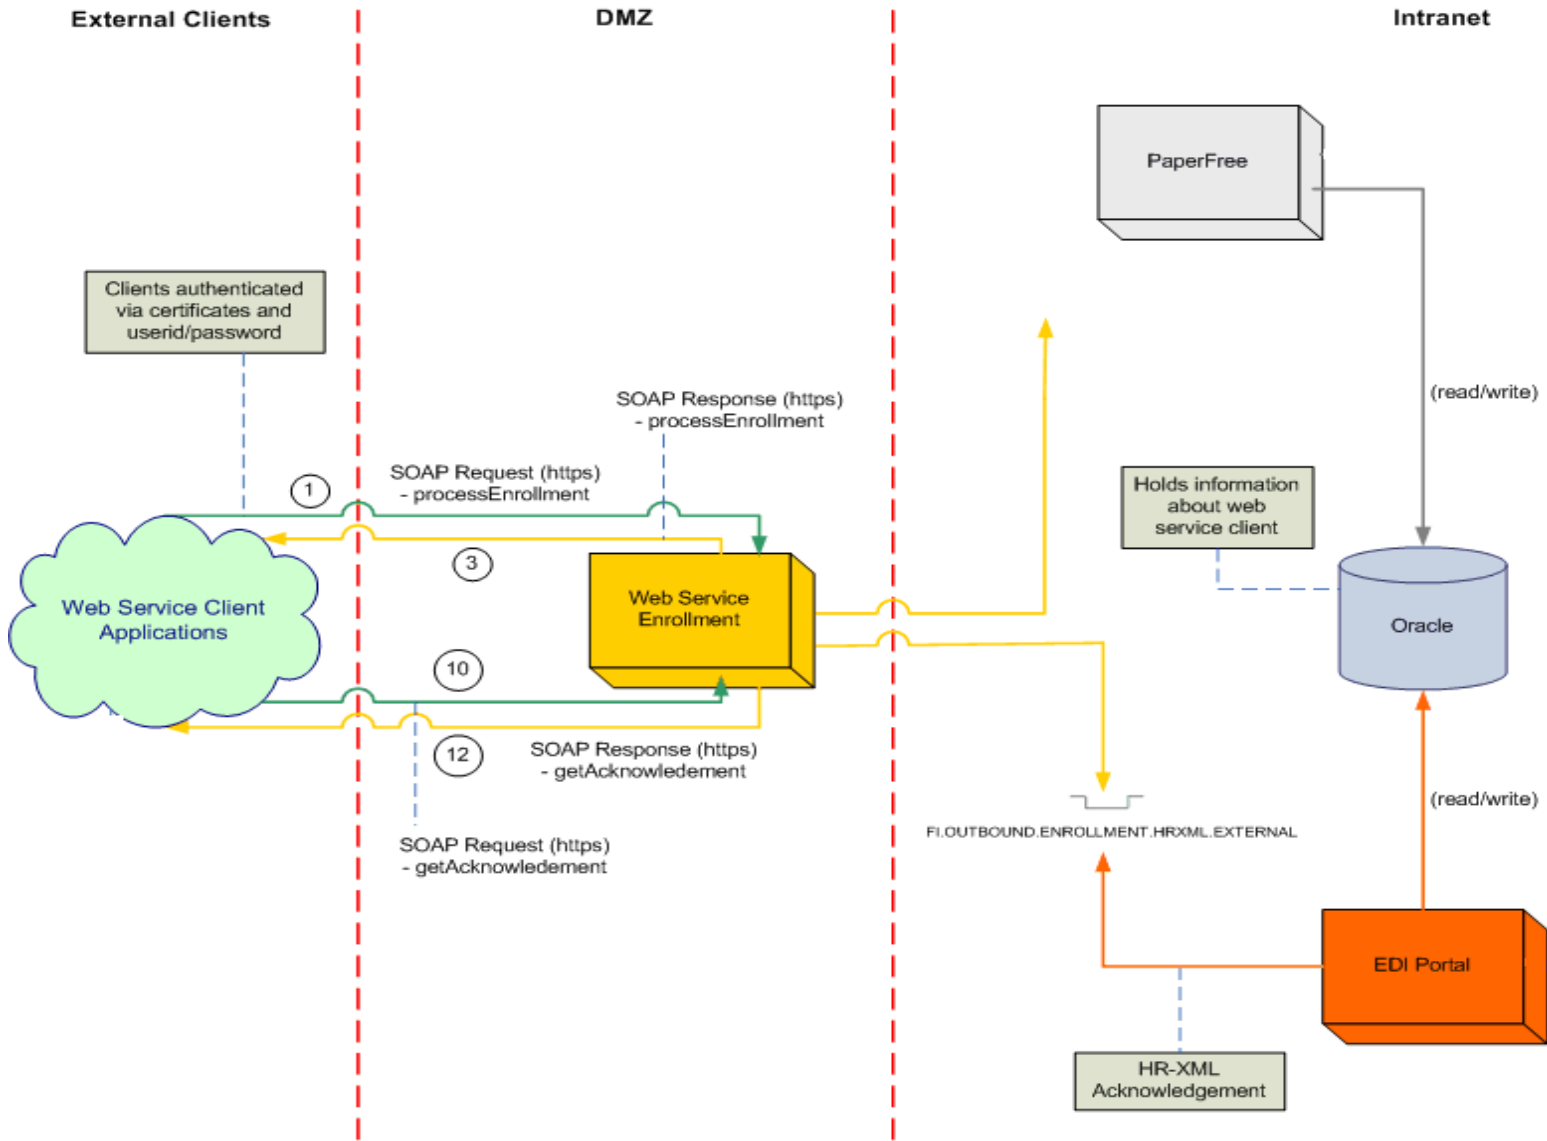 External Clients
DMZ
Intranet
PaperFree
Clients authenticated
via certificates and
userid/password
SOAP Response (https)
- processEnrollment
(read/write)
SOAP Request (https)
- processEnrollment
1
Holds information
about web
service client
3
Web Service Client
Applications
Web Service
Enrollment
Oracle
10
12
SOAP Response (https)
- getAcknowledement
(read/write)
FI.OUTBOUND.ENROLLMENT.HRXML.EXTERNAL
SOAP Request (https)
- getAcknowledement
EDI Portal
HR-XML
Acknowledgement